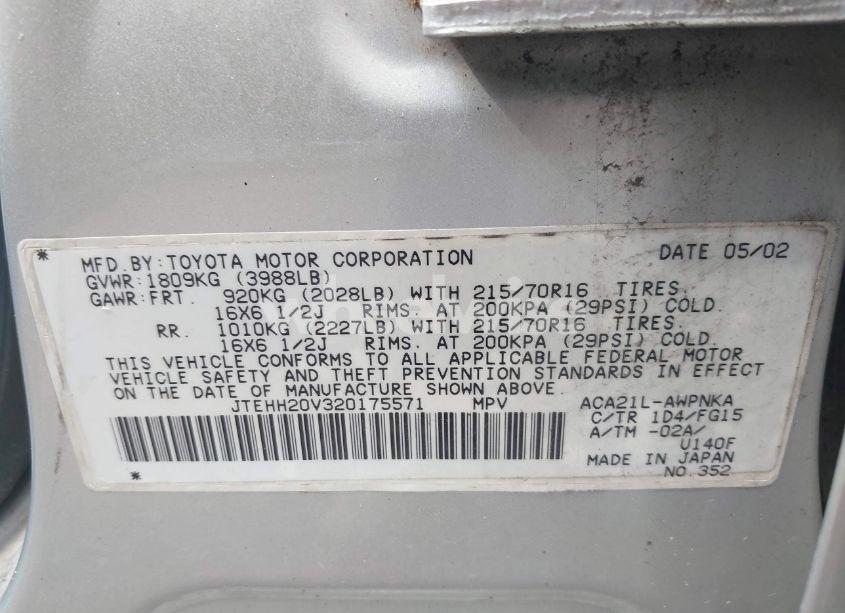 MFD.BY:TOYOTA MOTOR CORPORATION DATE 05/02
GVWR:1809KG (3988LB)
GAWR:FRT. 920KG (2028LB) WITH 215/70R16 TIRES.
16X6 1/2J RIMS. AT 200KPA (29PSI) COLD.
RR. 1010KG (2227LB) WITH 215/70R16 TIRES.
16X6 1/2J RIMS. AT 200KPA (29PSI) COLD.
THIS VEHICLE CONFORMS TO ALL APPLICABLE FEDERAL MOTOR
VEHICLE SAFETY AND THEFT PREVENTION STANDARDS IN EFFECT
ON THE DATE OF MANUFACTURE SHOWN ABOVE.
JTEHH20V320175571 MPV ACA21L-AWPNKA
C/TR 1D4/FG15
A/TM -02A/
U140F
MADE IN JAPAN
NO.352